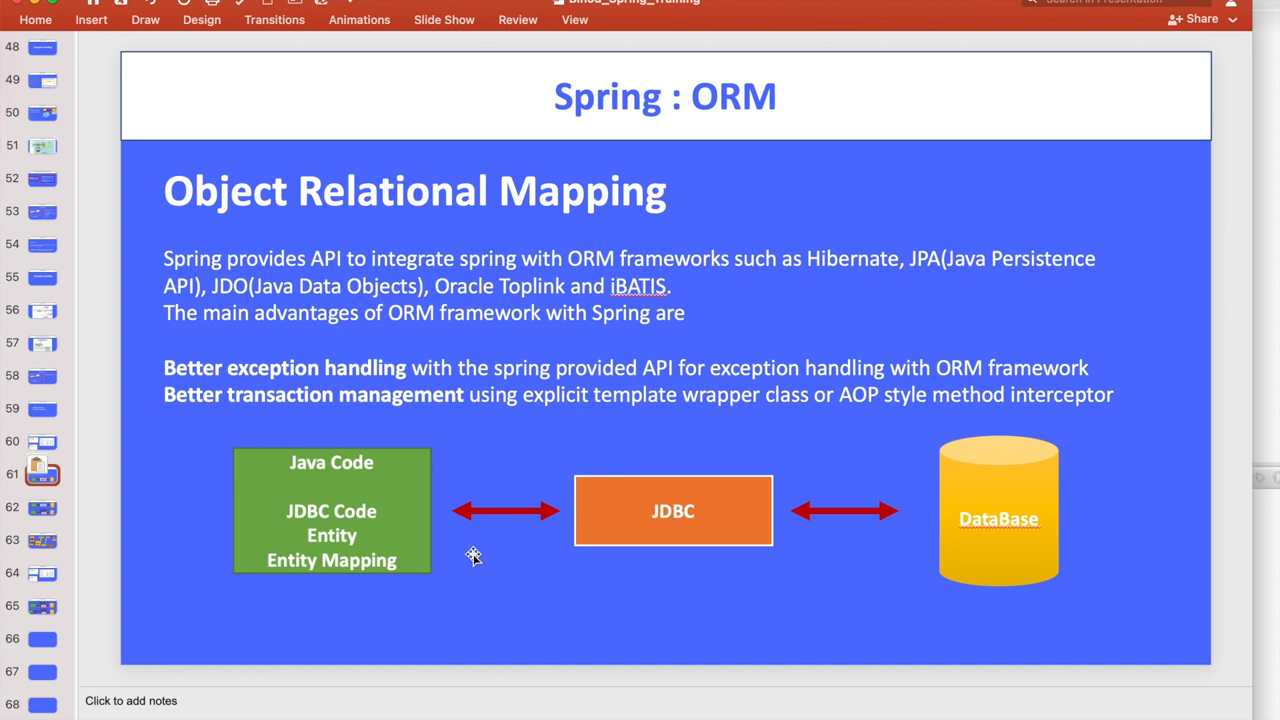 Binod_Spring_Training
Search in Presentation
Home Insert Draw Design Transitions Animations Slide Show Review View
Share
48
49
50
51
52
53
54
55
56
57
58
59
60
61
62
63
64
65
66
67
68
Spring : ORM
Object Relational Mapping
Spring provides API to integrate spring with ORM frameworks such as Hibernate, JPA(Java Persistence
API), JDO(Java Data Objects), Oracle Toplink and iBATIS.
The main advantages of ORM framework with Spring are
Better exception handling with the spring provided API for exception handling with ORM framework
Better transaction management using explicit template wrapper class or AOP style method interceptor
Java Code
JDBC Code
Entity
Entity Mapping
JDBC
DataBase
Click to add notes